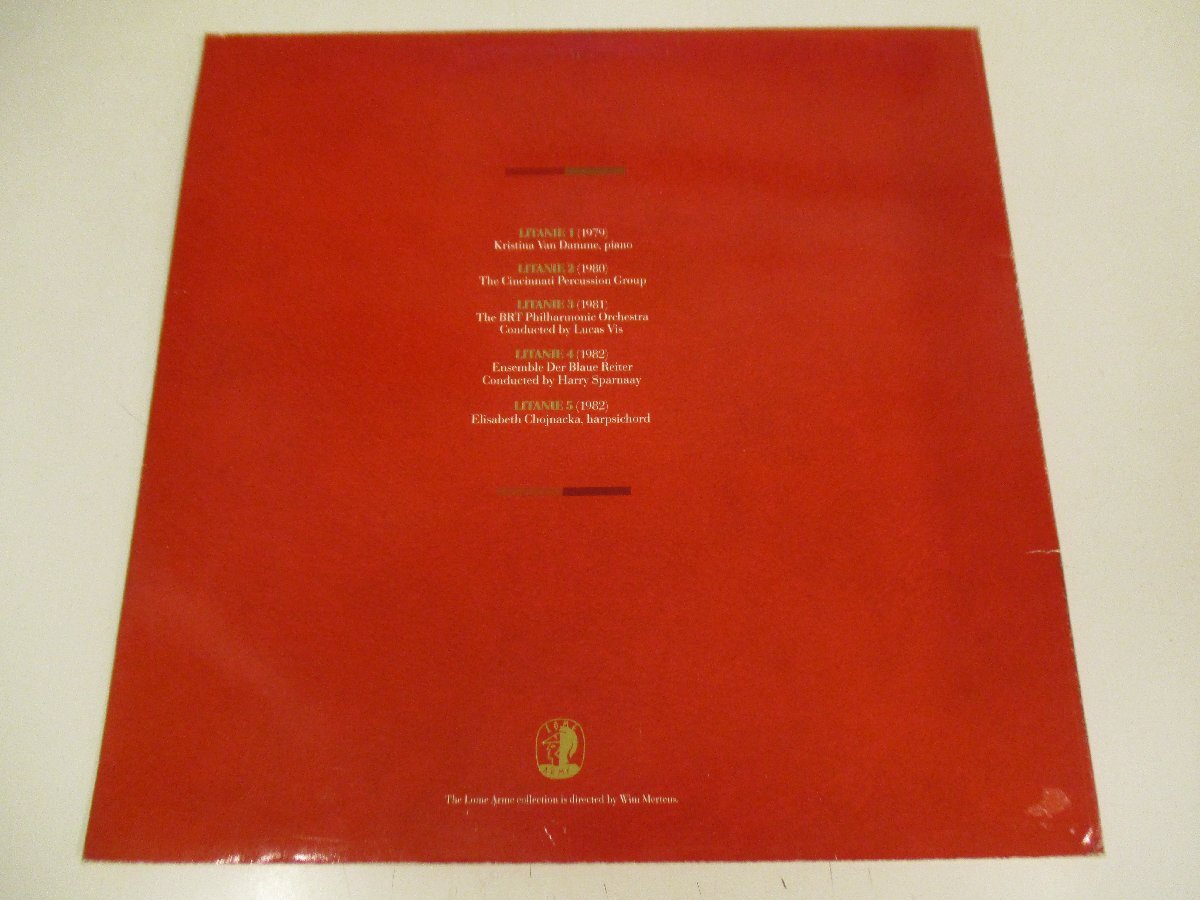 LITANIE 1 (1979)
Kristina Van Damme, piano
LITANIE 2 (1980)
The Cincinnati Percussion Group
LITANIE 3 (1981)
The BRT Philharmonic Orchestra
Conducted by Lucas Vis
LITANIE 4 (1982)
Ensemble Der Blaue Reiter
Conducted by Harry Sparnaay
LITANIE 5 (1982)
Elisabeth Chojnacka, harpsichord
LOME
ARME
The Lome Arme collection is directed by Wim Mertens.